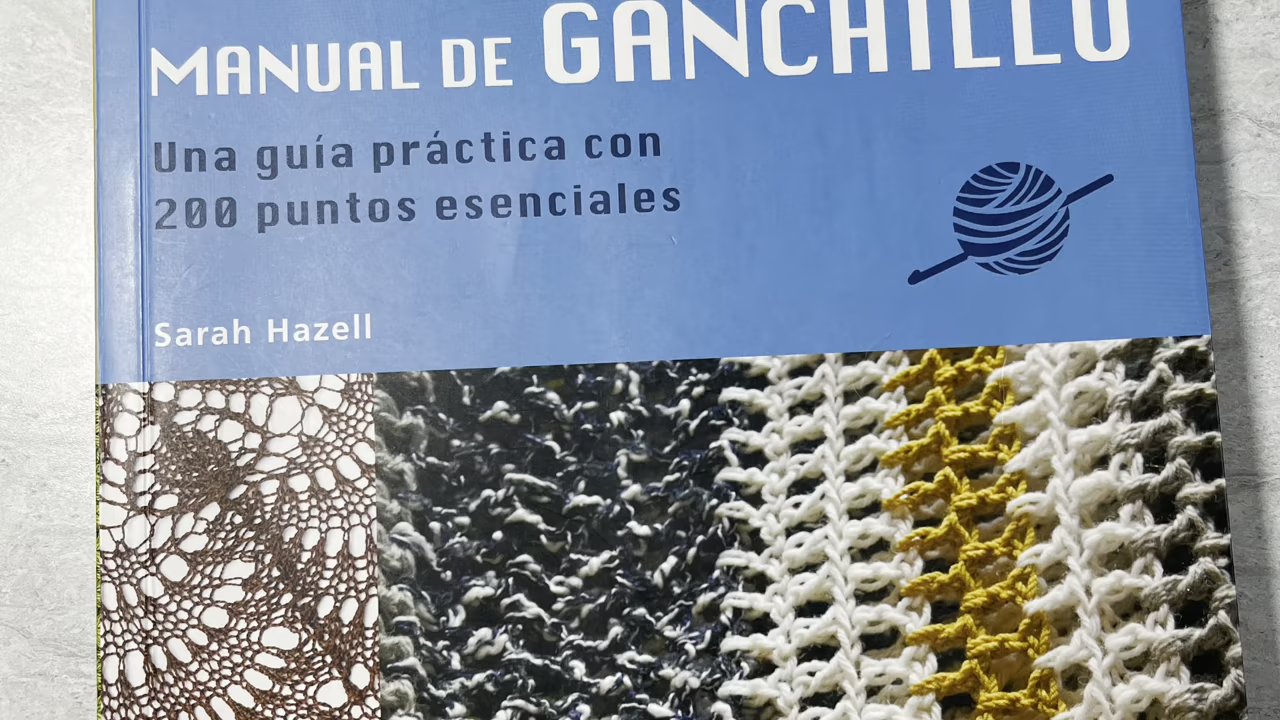 MANUAL DE GANCHILLO
Una guía práctica con
200 puntos esenciales
Sarah Hazell